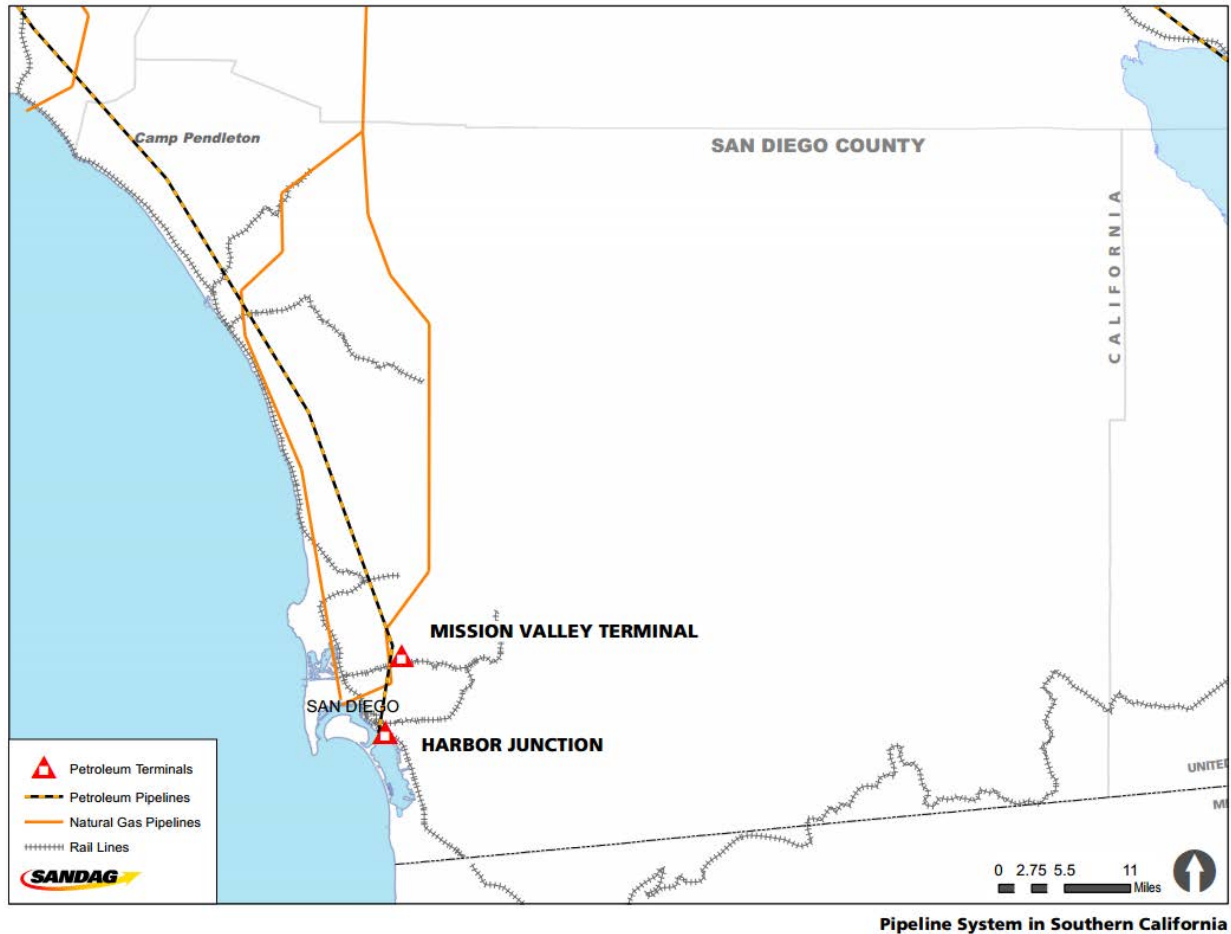 Camp Pendleton
SAN DIEGO COUNTY
CALIFORNIA
MISSION VALLEY TERMINAL
SAN DIEGO
HARBOR JUNCTION
UNITED
Petroleum Terminals
Petroleum Pipelines
Natural Gas Pipelines
Rail Lines
SANDAG
0 2.75 5.5 11
Miles
Pipeline System in Southern California